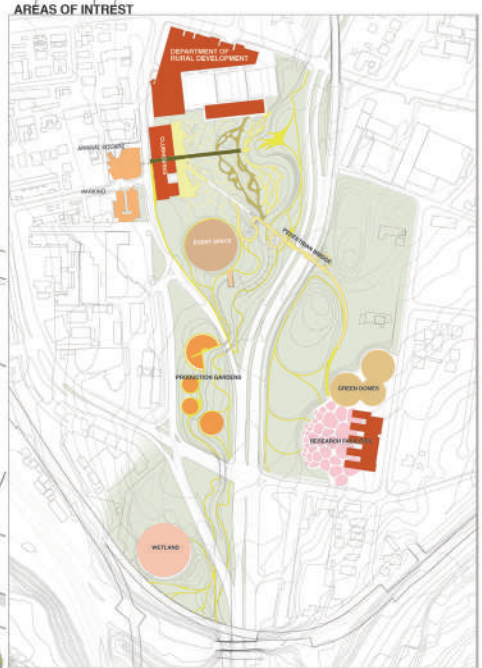 AREAS OF INTREST
DEPARTMENT OF
RURAL DEVELOPMENT
PARKING
EVENT SPACE
PEDESTRIAN BRIDGE
PRODUCTION GARDENS
GREEN DOMES
RESEARCH FACILITIES
WETLAND